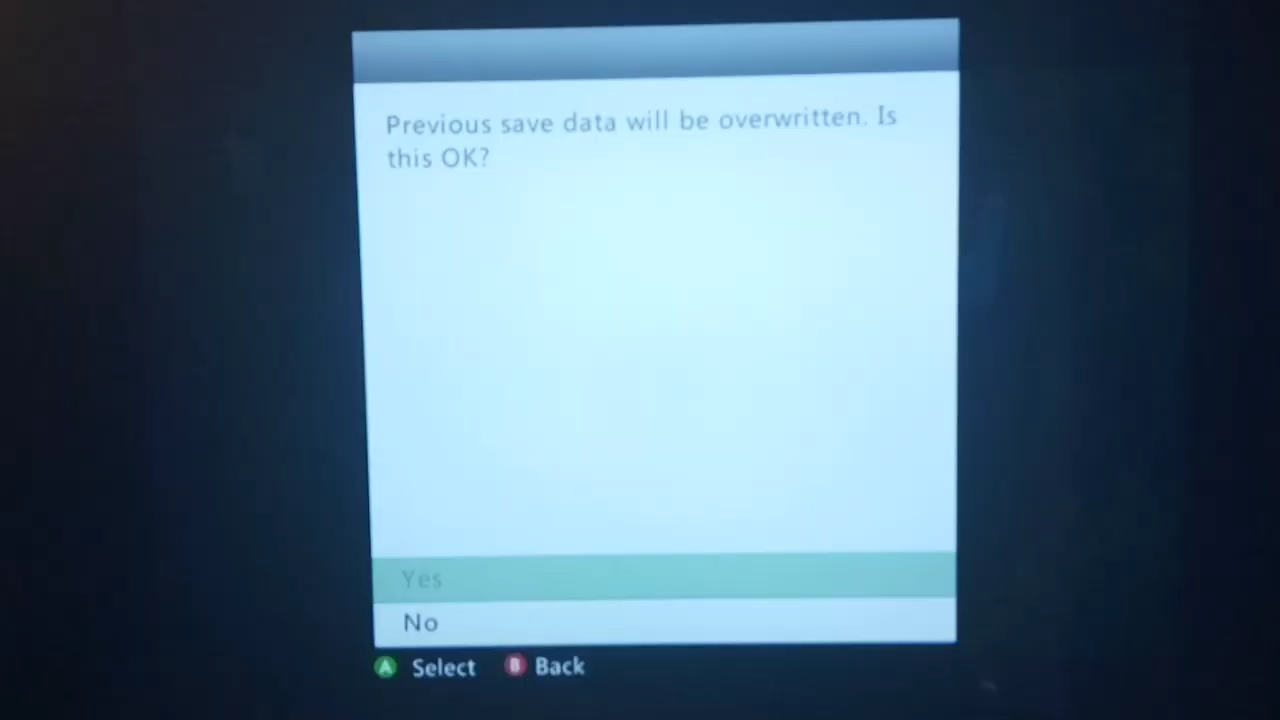 Previous save data will be overwritten. Is
this OK?
Yes
No
A Select B Back